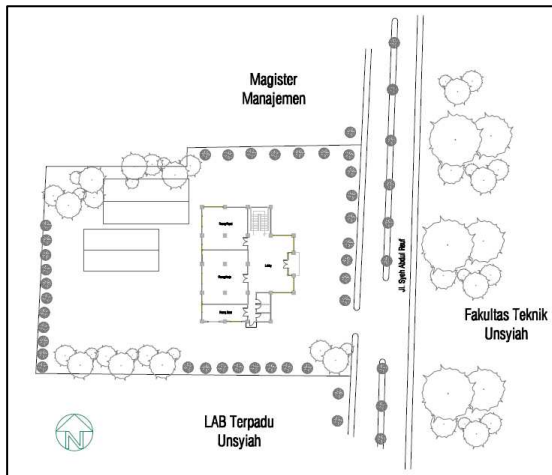 Magister
Manajemen
Lobby
Jl. Syeh Abdul Rauf
Fakultas Teknik
Unsyiah
LAB Terpadu
Unsyiah
N